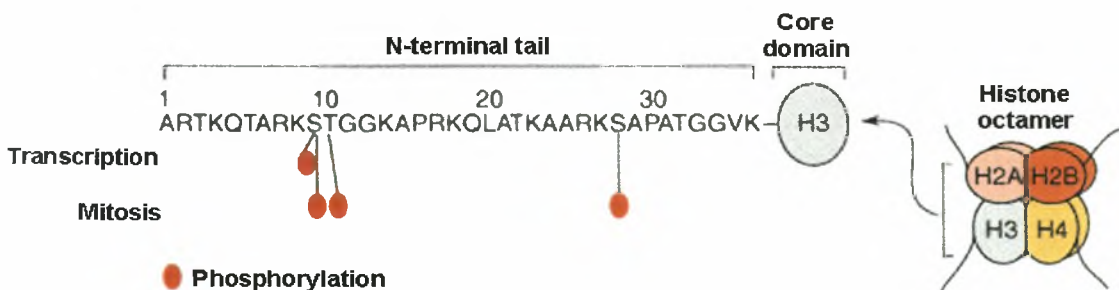 N-terminal tail
Core
domain
1 10 20 30
ARTKQTARKSTGGKAPRKQLATKAARKSAPATGGVK
H3
Histone
octamer
Transcription
H2A H2B
Mitosis
H3 H4
Phosphorylation